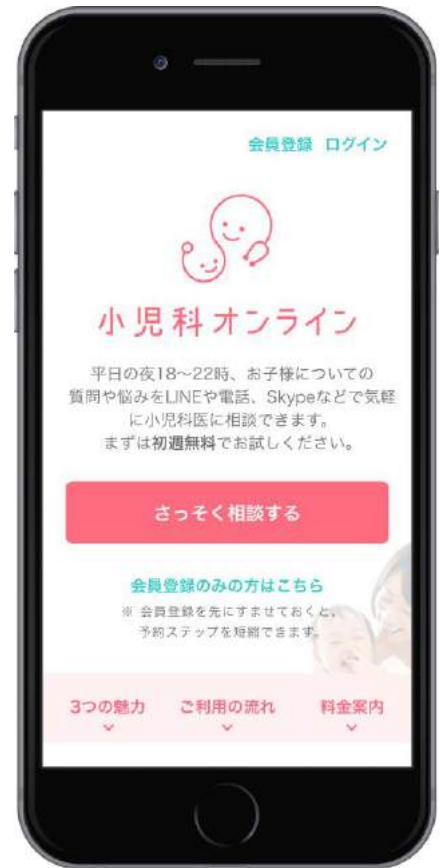 会員登録 ログイン
小児科オンライン
平日の夜18〜22時、お子様についての
質問や悩みをLINEや電話、Skypeなどで気軽
に小児科医に相談できます。
まずは初週無料でお試しください。
さっそく相談する
会員登録のみの方はこちら
※ 会員登録を先にすませておくと、
予約ステップを短縮できます。
3つの魅力 ご利用の流れ 料金案内